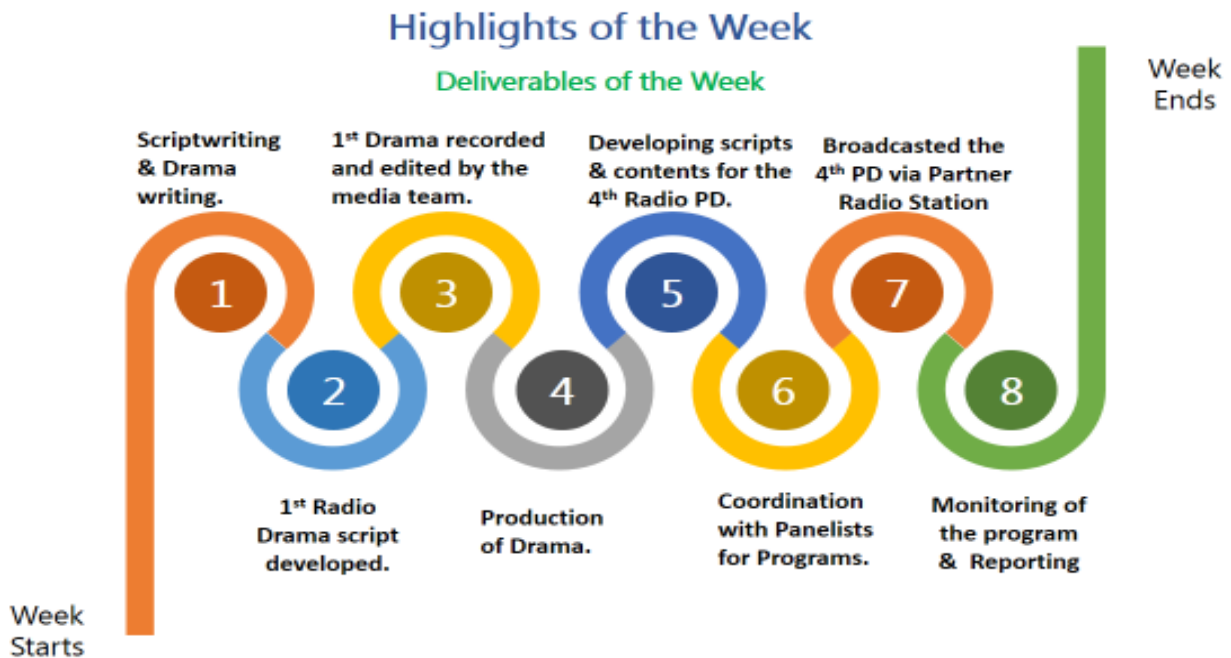 Highlights of the Week
Deliverables of the Week
Week
Ends
Scriptwriting
& Drama
writing.
1st Drama recorded
and edited by the
media team.
Developing scripts
& contents for the
4th Radio PD.
Broadcasted the
4th PD via Partner
Radio Station
1
3
5
7
2
4
6
8
1st Radio
Drama script
developed.
Production
of Drama.
Coordination
with Panelists
for Programs.
Monitoring of
the program
& Reporting
Week
Starts